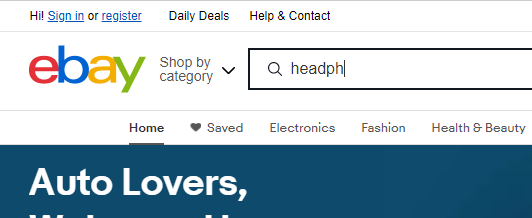 Hi! Sign in or register Daily Deals Help & Contact
ebay
Shop by
category
headph
Home Saved Electronics Fashion Health & Beauty
Auto Lovers,